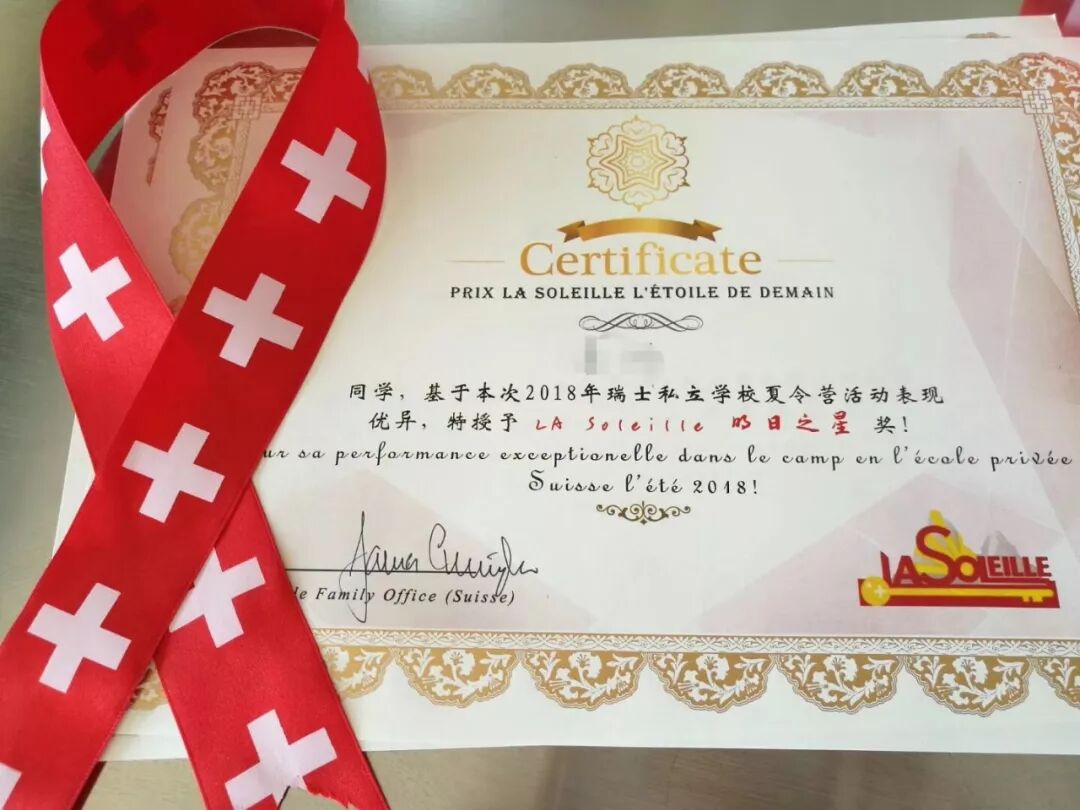 Certificate
PRIX LA SOLEILLE L'ÉTOILE DE DEMAIN
同学，基于本次2018年瑞士私立学校夏令营活动表现
优异，特授予 LA Soleille 明日之星 奖！
sa performance exceptionelle dans le camp en l'école privée
Suisse l'été 2018!
Family Office (Suisse)
LA SOLEILLE